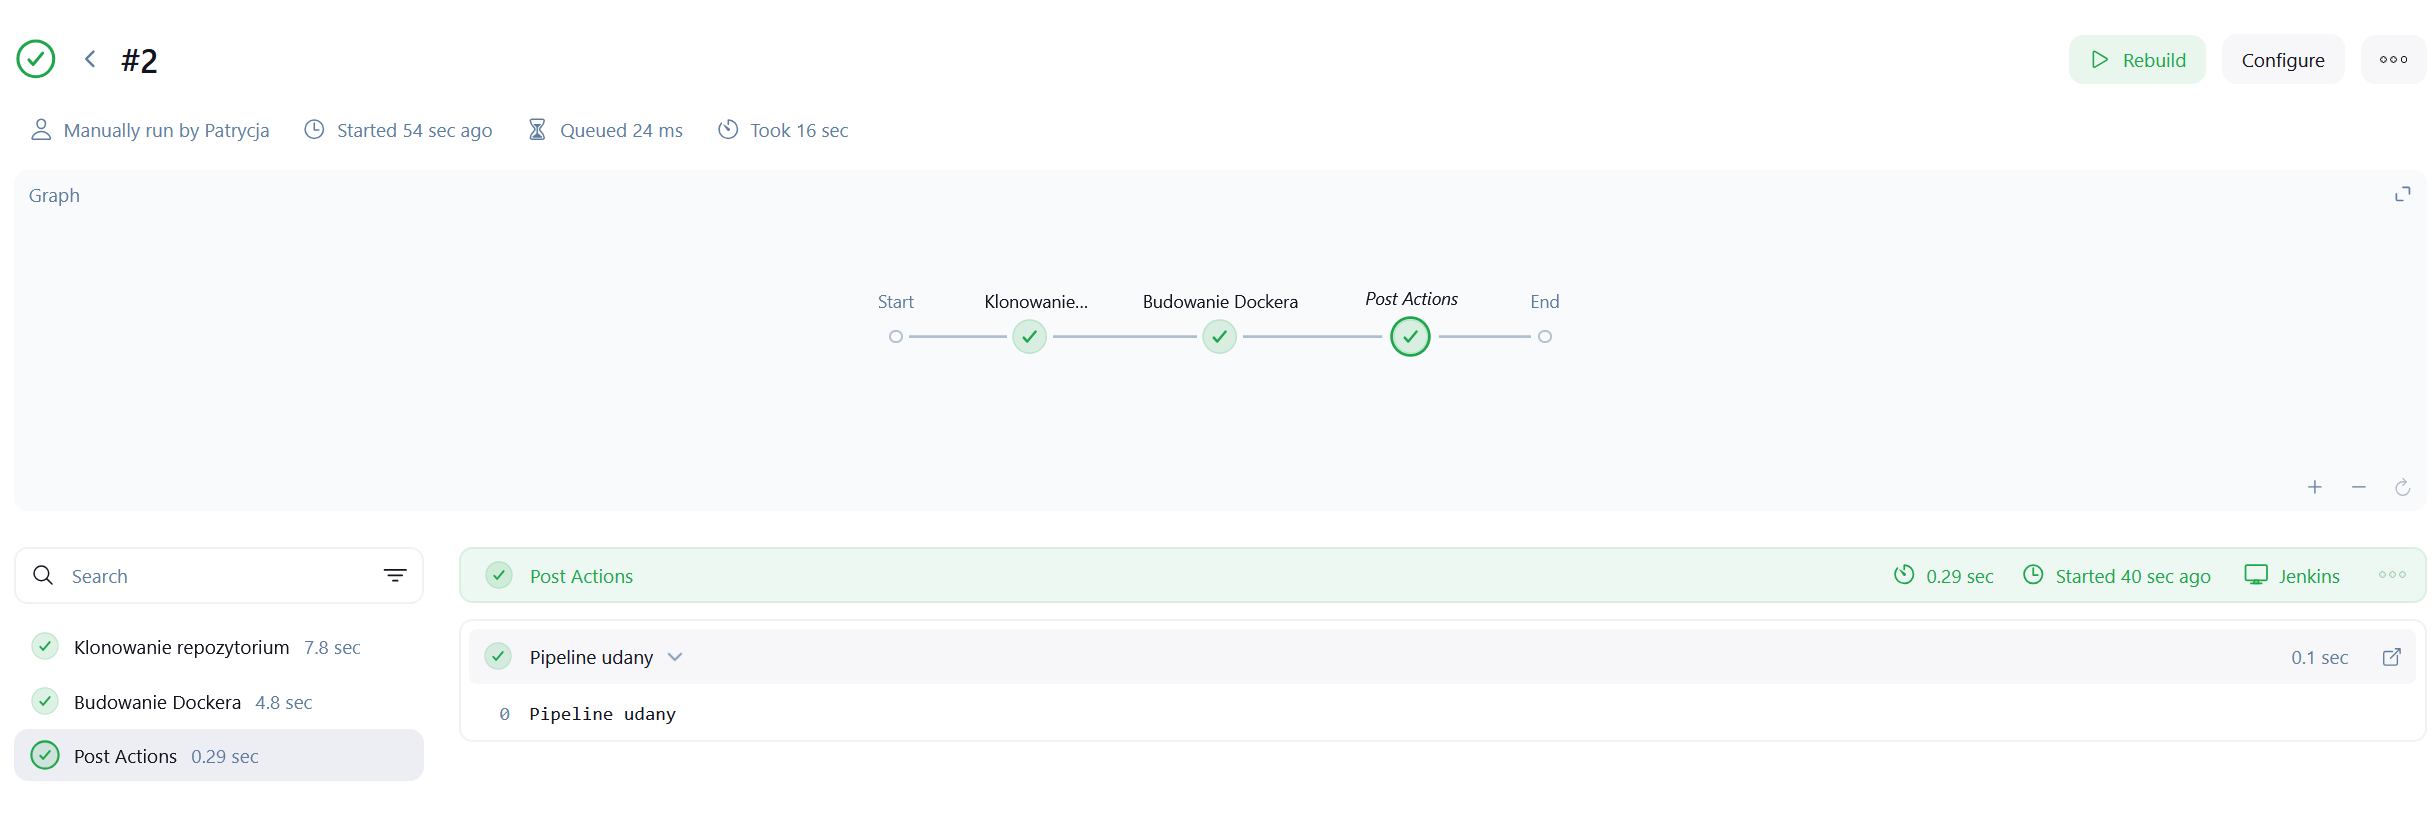 #2
Rebuild
Configure
Manually run by Patrycja
Started 54 sec ago
Queued 24 ms
Took 16 sec
Graph
Start
Klonowanie...
Budowanie Dockera
Post Actions
End
Search
Klonowanie repozytorium 7.8 sec
Budowanie Dockera 4.8 sec
Post Actions 0.29 sec
Post Actions
0.29 sec
Started 40 sec ago
Jenkins
Pipeline udany
0.1 sec
0 Pipeline udany